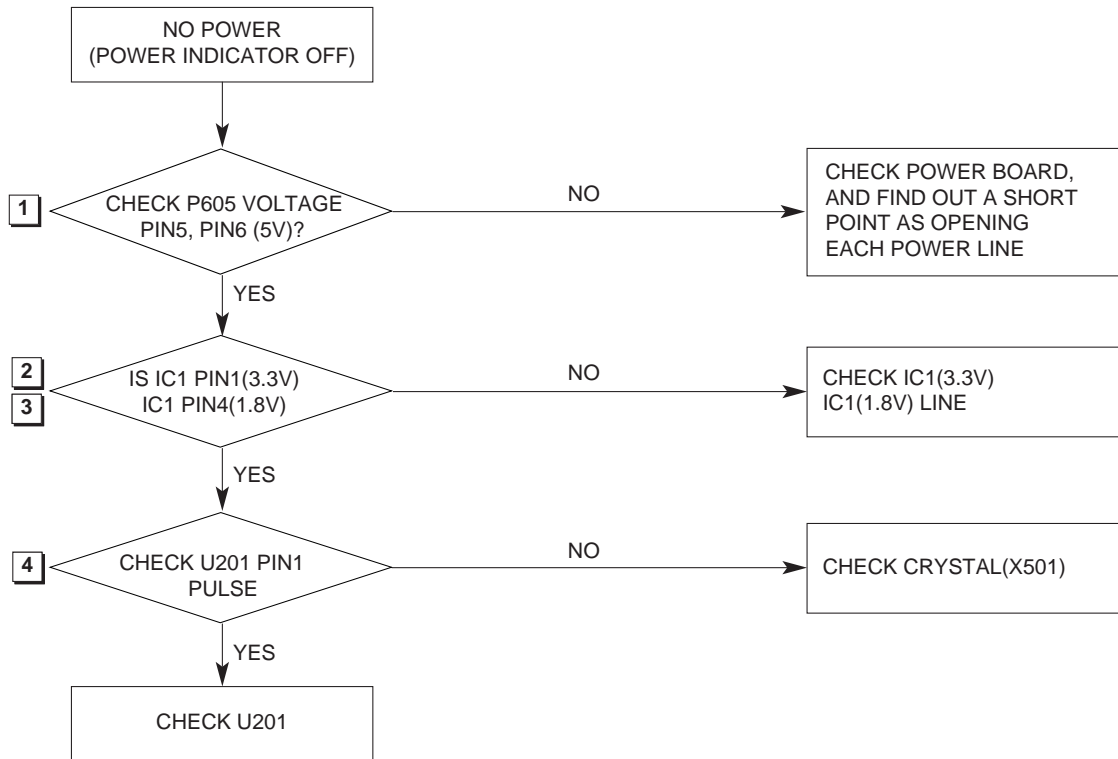 NO POWER
(POWER INDICATOR OFF)
1
CHECK P605 VOLTAGE
PIN5, PIN6 (5V)?
NO
CHECK POWER BOARD,
AND FIND OUT A SHORT
POINT AS OPENING
EACH POWER LINE
YES
2
3
IS IC1 PIN1(3.3V)
IC1 PIN4(1.8V)
NO
CHECK IC1(3.3V)
IC1(1.8V) LINE
YES
4
CHECK U201 PIN1
PULSE
NO
CHECK CRYSTAL(X501)
YES
CHECK U201